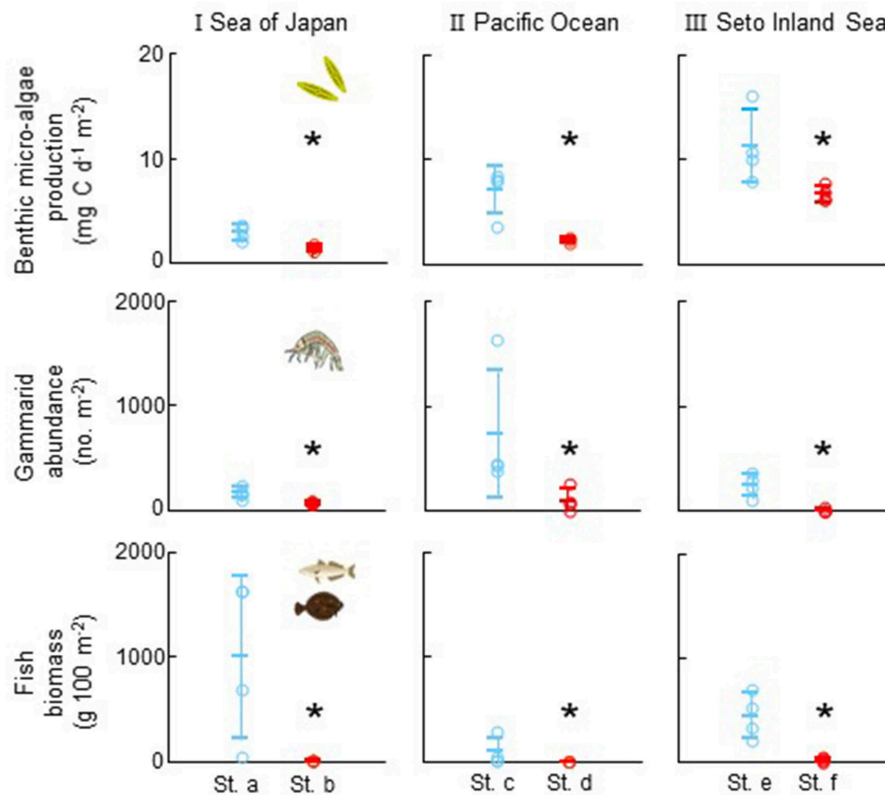 I Sea of Japan
II Pacific Ocean
III Seto Inland Sea
Benthic micro-algae
production
(mg C d-1 m-2)
20
10
0
*
*
*
Gammarid
abundance
(no. m-2)
2000
1000
0
*
*
*
Fish
biomass
(g 100 m-2)
2000
1000
0
*
*
*
St. a
St. b
St. c
St. d
St. e
St. f